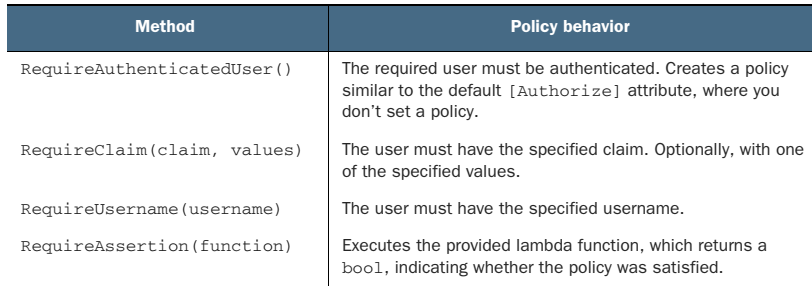 Method Policy behavior
RequireAuthenticatedUser() The required user must be authenticated. Creates a policy
similar to the default [Authorize] attribute, where you
don’t set a policy.
RequireClaim(claim, values) The user must have the specified claim. Optionally, with one
of the specified values.
RequireUsername(username) The user must have the specified username.
RequireAssertion(function) Executes the provided lambda function, which returns a
bool, indicating whether the policy was satisfied.